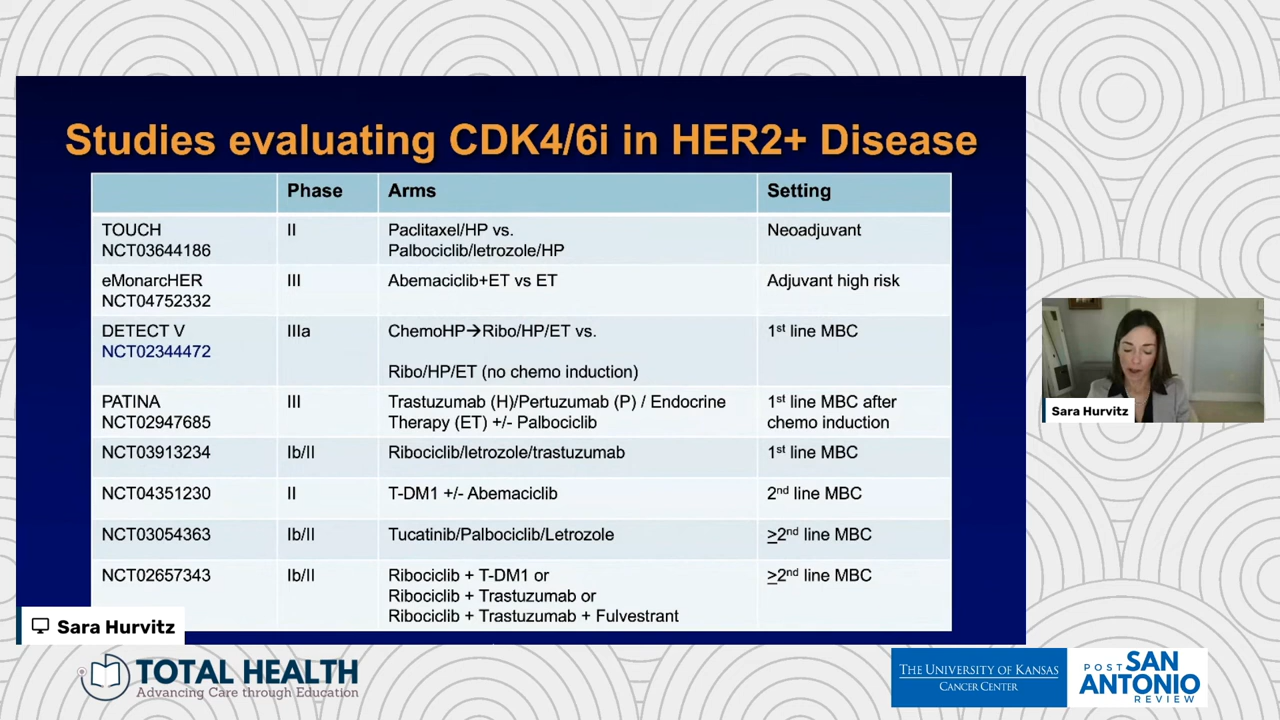 Studies evaluating CDK4/6i in HER2+ Disease
Phase Arms Setting
TOUCH
NCT03644186
II
Paclitaxel/HP vs.
Palbociclib/letrozole/HP
Neoadjuvant
eMonarcHER
NCT04752332
III
Abemaciclib+ET vs ET
Adjuvant high risk
DETECT V
NCT02344472
IIIa
ChemoHP→Ribo/HP/ET vs.
Ribo/HP/ET (no chemo induction)
1st line MBC
PATINA
NCT02947685
III
Trastuzumab (H)/Pertuzumab (P) / Endocrine
Therapy (ET) +/- Palbociclib
1st line MBC after
chemo induction
NCT03913234
Ib/II
Ribociclib/letrozole/trastuzumab
1st line MBC
NCT04351230
II
T-DM1 +/- Abemaciclib
2nd line MBC
NCT03054363
Ib/II
Tucatinib/Palbociclib/Letrozole
≥2nd line MBC
NCT02657343
Ib/II
Ribociclib + T-DM1 or
Ribociclib + Trastuzumab or
Ribociclib + Trastuzumab + Fulvestrant
≥2nd line MBC
Sara Hurvitz
Sara Hurvitz
TOTAL HEALTH
Advancing Care through Education
THE UNIVERSITY OF KANSAS
CANCER CENTER
POST
SAN
ANTONIO
REVIEW